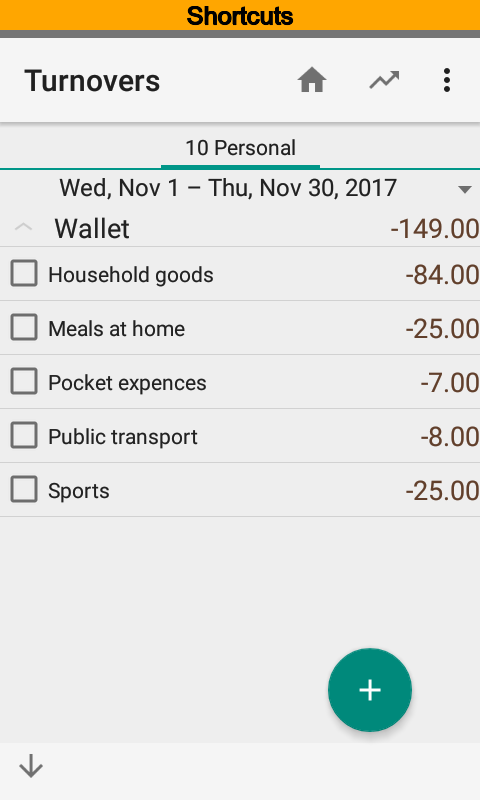 Shortcuts
Turnovers
10 Personal
Wed, Nov 1 – Thu, Nov 30, 2017
Wallet -149.00
Household goods -84.00
Meals at home -25.00
Pocket expences -7.00
Public transport -8.00
Sports -25.00